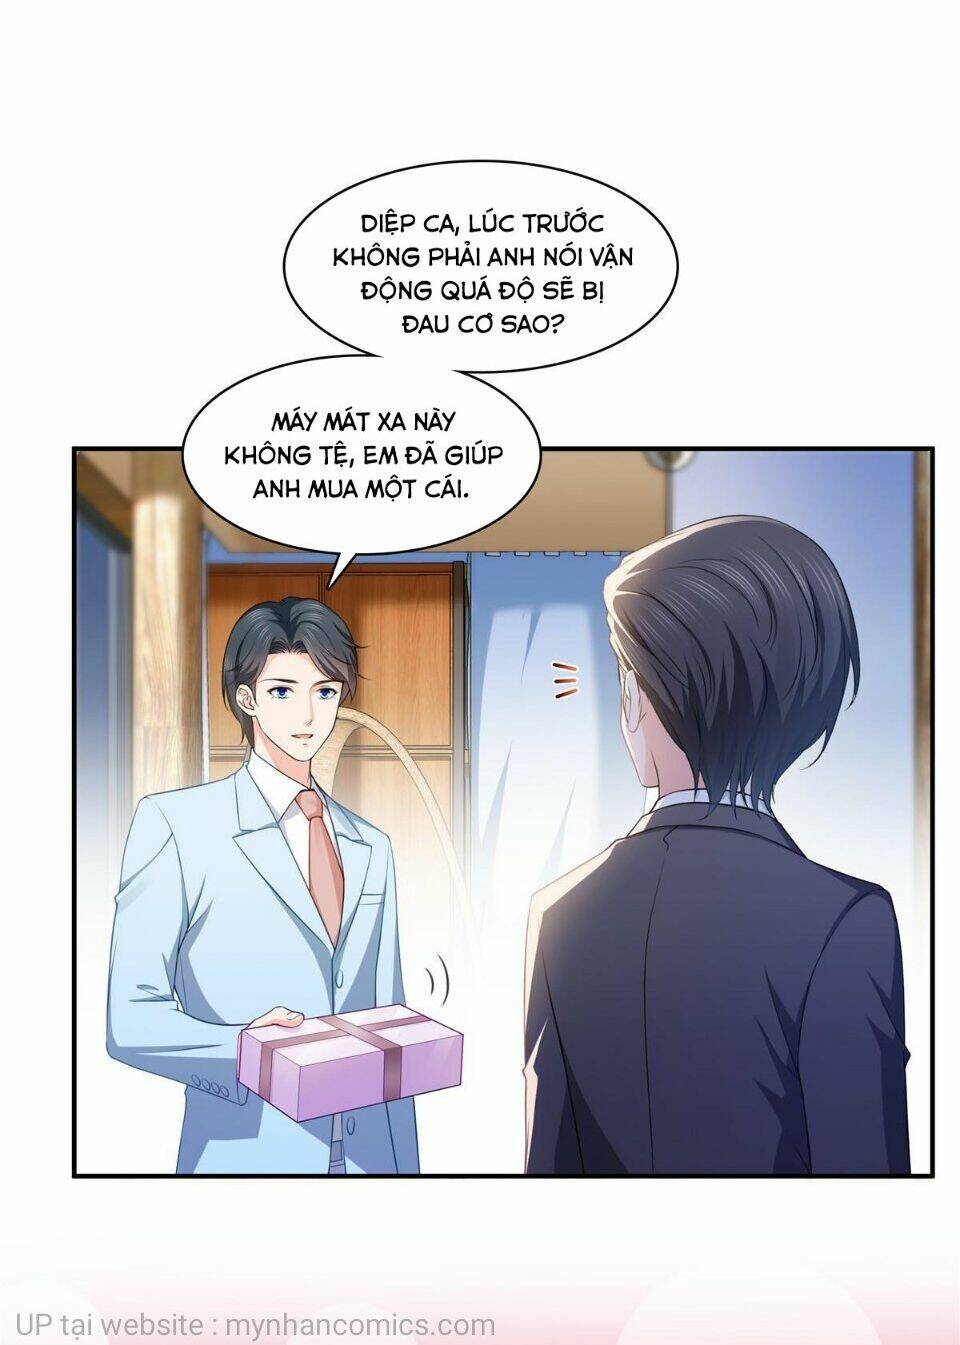 DIỆP CA, LÚC TRƯỚC
KHÔNG PHẢI ANH NÓI VẬN
ĐỘNG QUÁ ĐỘ SẼ BỊ
ĐAU CƠ SAO?
MÁY MÁT XA NÀY
KHÔNG TỆ, EM ĐÃ GIÚP
ANH MUA MỘT CÁI.
UP tại website : mynhancomics.com